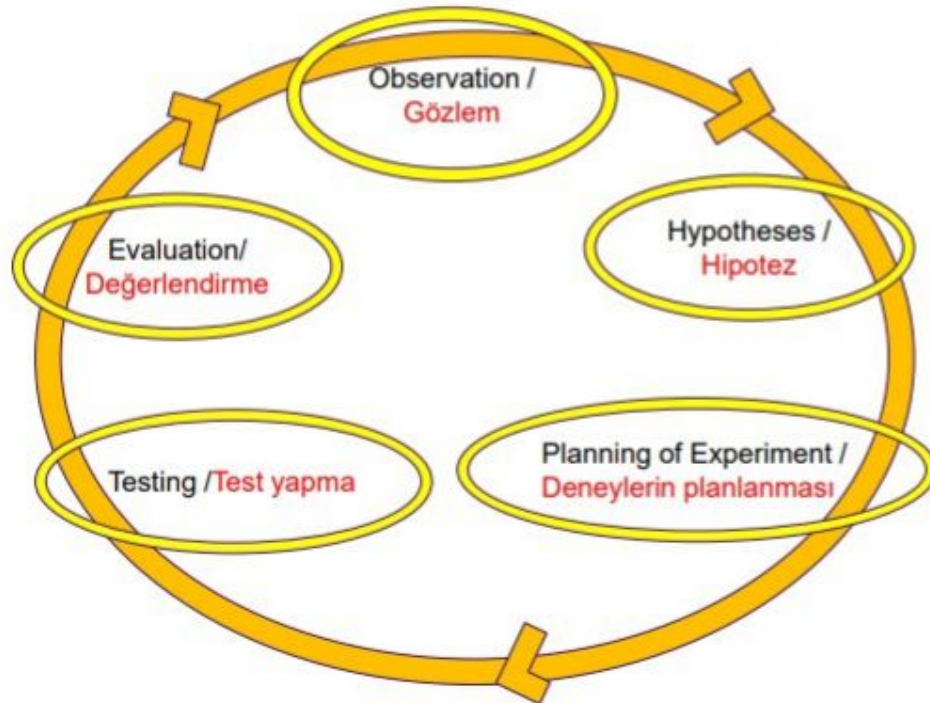 Observation /
Gözlem
Hypotheses /
Hipotez
Planning of Experiment /
Deneylerin planlanması
Testing /Test yapma
Evaluation/
Değerlendirme